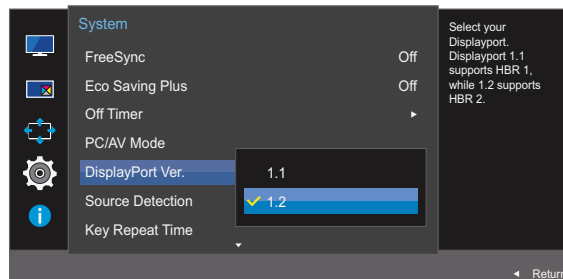 System
FreeSync Off
Eco Saving Plus Off
Off Timer
PC/AV Mode
DisplayPort Ver. 1.1
1.2
Source Detection
Key Repeat Time
Select your
Displayport.
Displayport 1.1
supports HBR 1,
while 1.2 supports
HBR 2.
Return